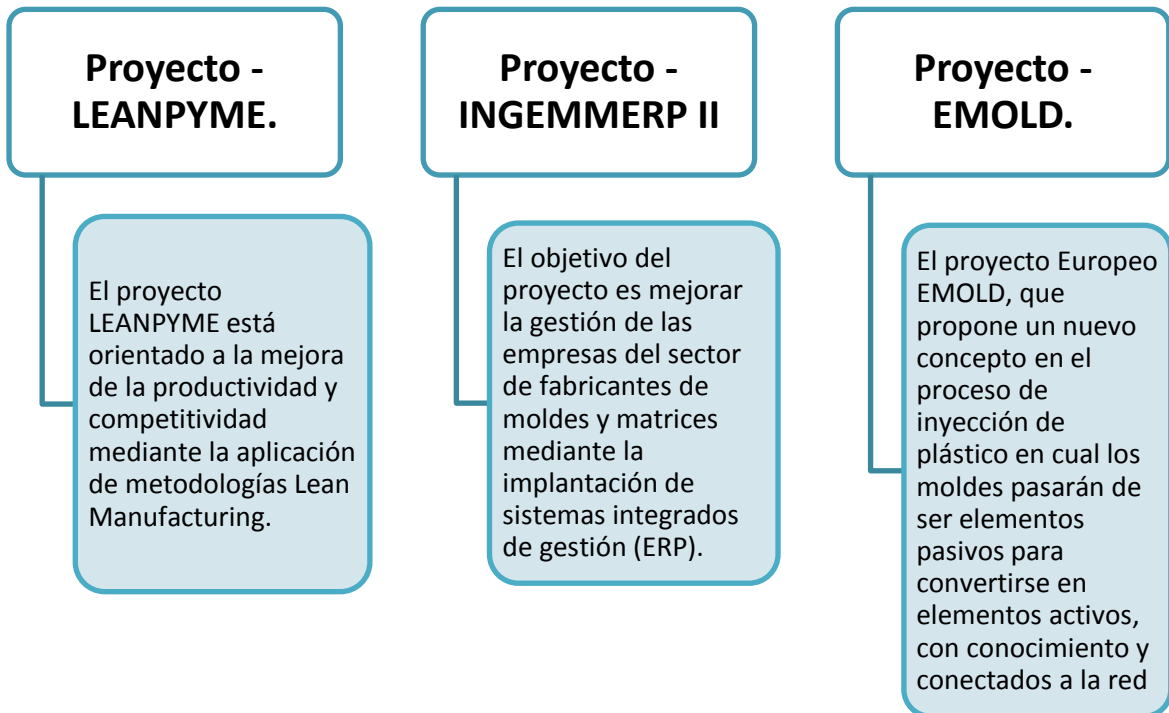 Proyecto -
LEANPYME.
El proyecto
LEANPYME está
orientado a la mejora
de la productividad y
competitividad
mediante la aplicación
de metodologías Lean
Manufacturing.
Proyecto -
INGEMMERP II
El objetivo del
proyecto es mejorar
la gestión de las
empresas del sector
de fabricantes de
moldes y matrices
mediante la
implantación de
sistemas integrados
de gestión (ERP).
Proyecto -
EMOLD.
El proyecto Europeo
EMOLD, que
propone un nuevo
concepto en el
proceso de
inyección de
plástico en cual los
moldes pasarán de
ser elementos
pasivos para
convertirse en
elementos activos,
con conocimiento y
conectados a la red